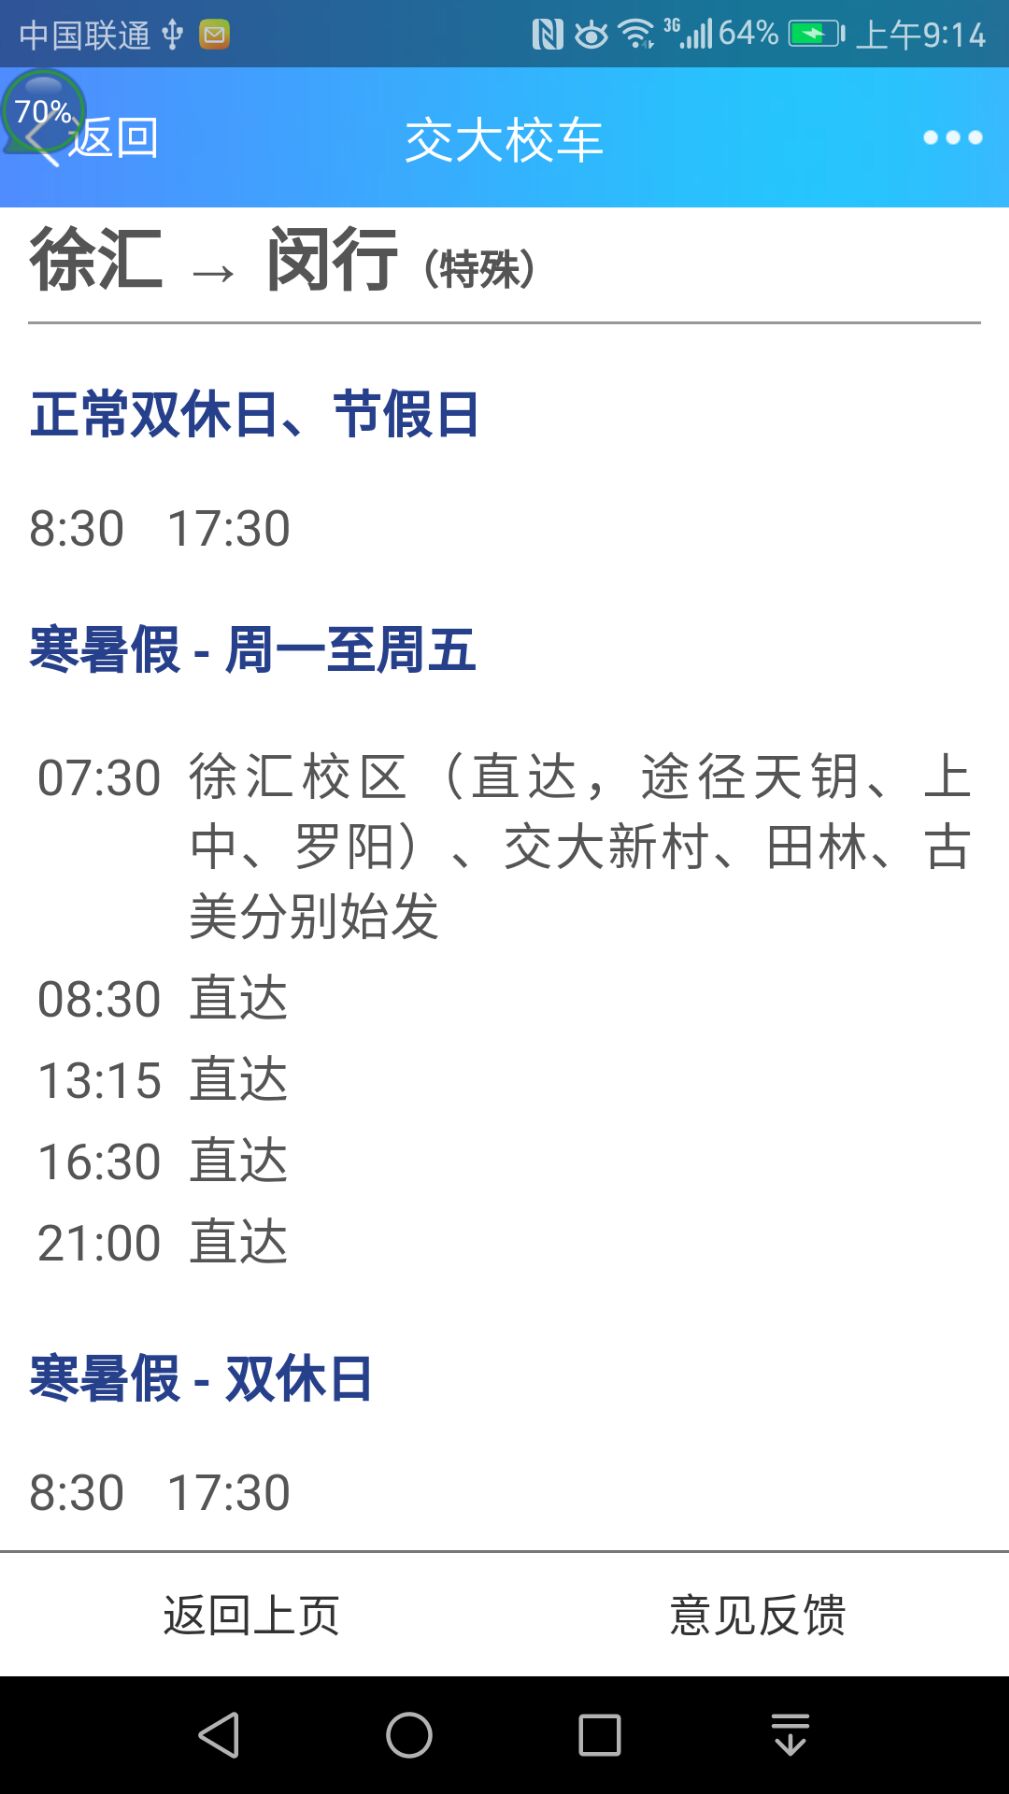 中国联通 3G 64% 上午9:14
70%
返回 交大校车
徐汇 → 闵行（特殊）
正常双休日、节假日
8:30 17:30
寒暑假 - 周一至周五
07:30 徐汇校区（直达，途径天钥、上
中、罗阳）、交大新村、田林、古
美分别始发
08:30 直达
13:15 直达
16:30 直达
21:00 直达
寒暑假 - 双休日
8:30 17:30
返回上页 意见反馈